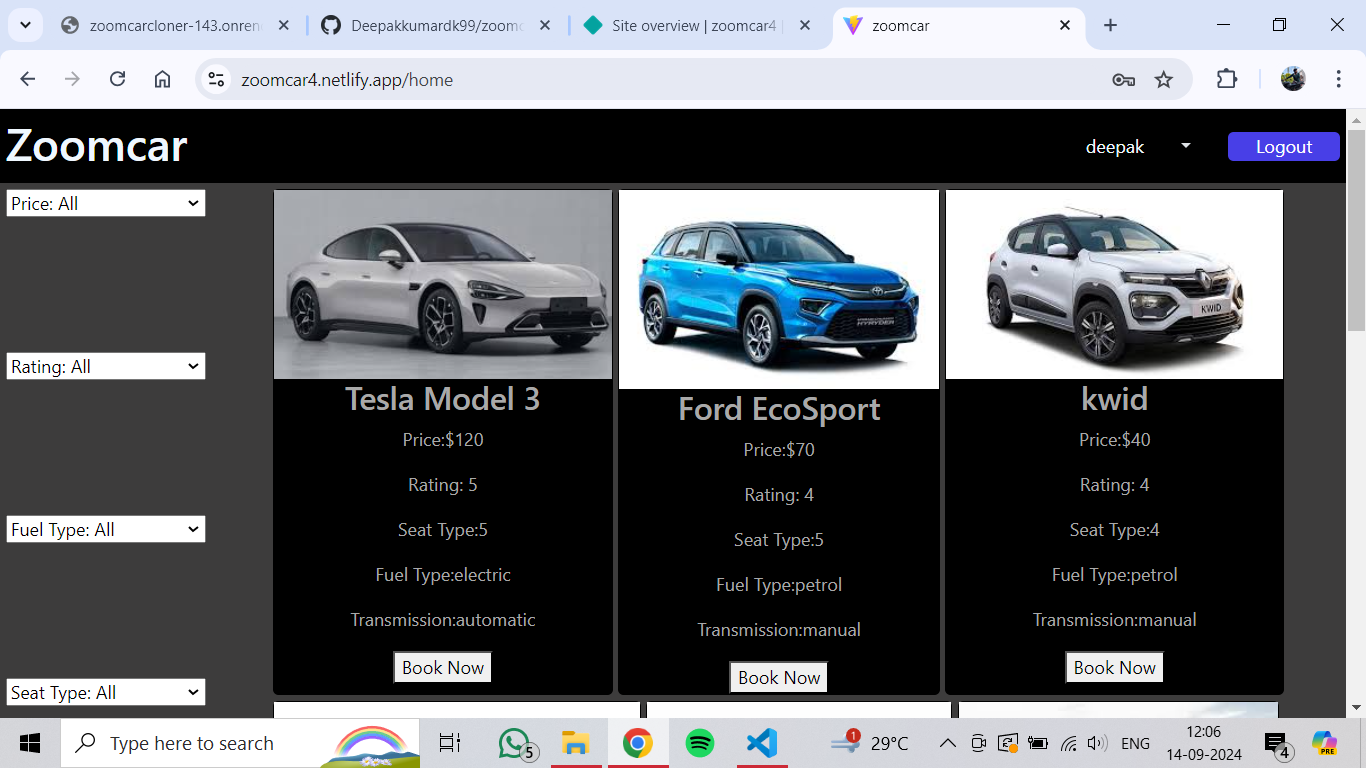 zoomcarcloner-143.onren
Deepakkumardk99/zoomc
Site overview | zoomcar4 |
zoomcar
zoomcar4.netlify.app/home
Zoomcar
deepak
Logout
Price: All
Rating: All
Fuel Type: All
Seat Type: All
HYRYDER
KWID
Tesla Model 3
Price:$120
Rating: 5
Seat Type:5
Fuel Type:electric
Transmission:automatic
Book Now
Ford EcoSport
Price:$70
Rating: 4
Seat Type:5
Fuel Type:petrol
Transmission:manual
Book Now
kwid
Price:$40
Rating: 4
Seat Type:4
Fuel Type:petrol
Transmission:manual
Book Now
Type here to search
5
1
29°C
ENG
12:06
14-09-2024
4
PRE